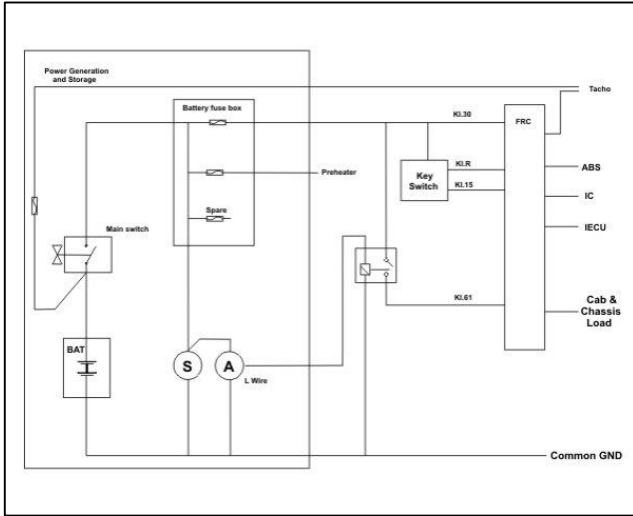 Power Generation
and Storage
Tacho
Battery fuse box
Kl.30
FRC
Kl.R
ABS
Key
Switch
Preheater
Kl.15
IC
Spare
Main switch
IECU
Kl.61
Cab &
Chassis
Load
BAT
S
A
L Wire
Common GND